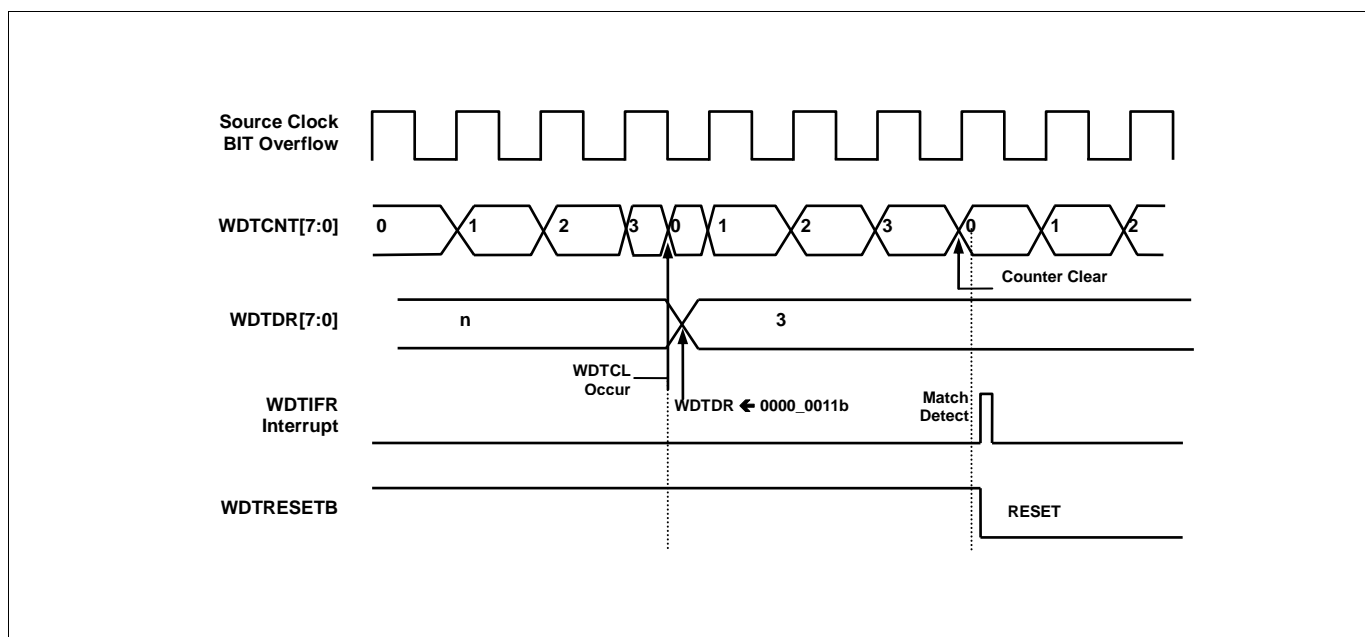 Source Clock
BIT Overflow
WDTCNT[7:0]
0 1 2 3 0 1 2 3 0 1 2
Counter Clear
WDTDR[7:0]
n 3
WDTCL
Occur
WDTDR 🡸 0000_0011b
WDTIFR
Interrupt
Match
Detect
WDTRESETB
RESET